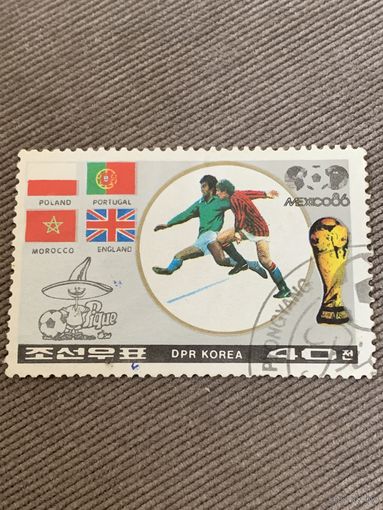 POLAND PORTUGAL
MOROCCO ENGLAND
MEXICO86
Pique
PYONGYANG
조선우표 DPR KOREA 40전